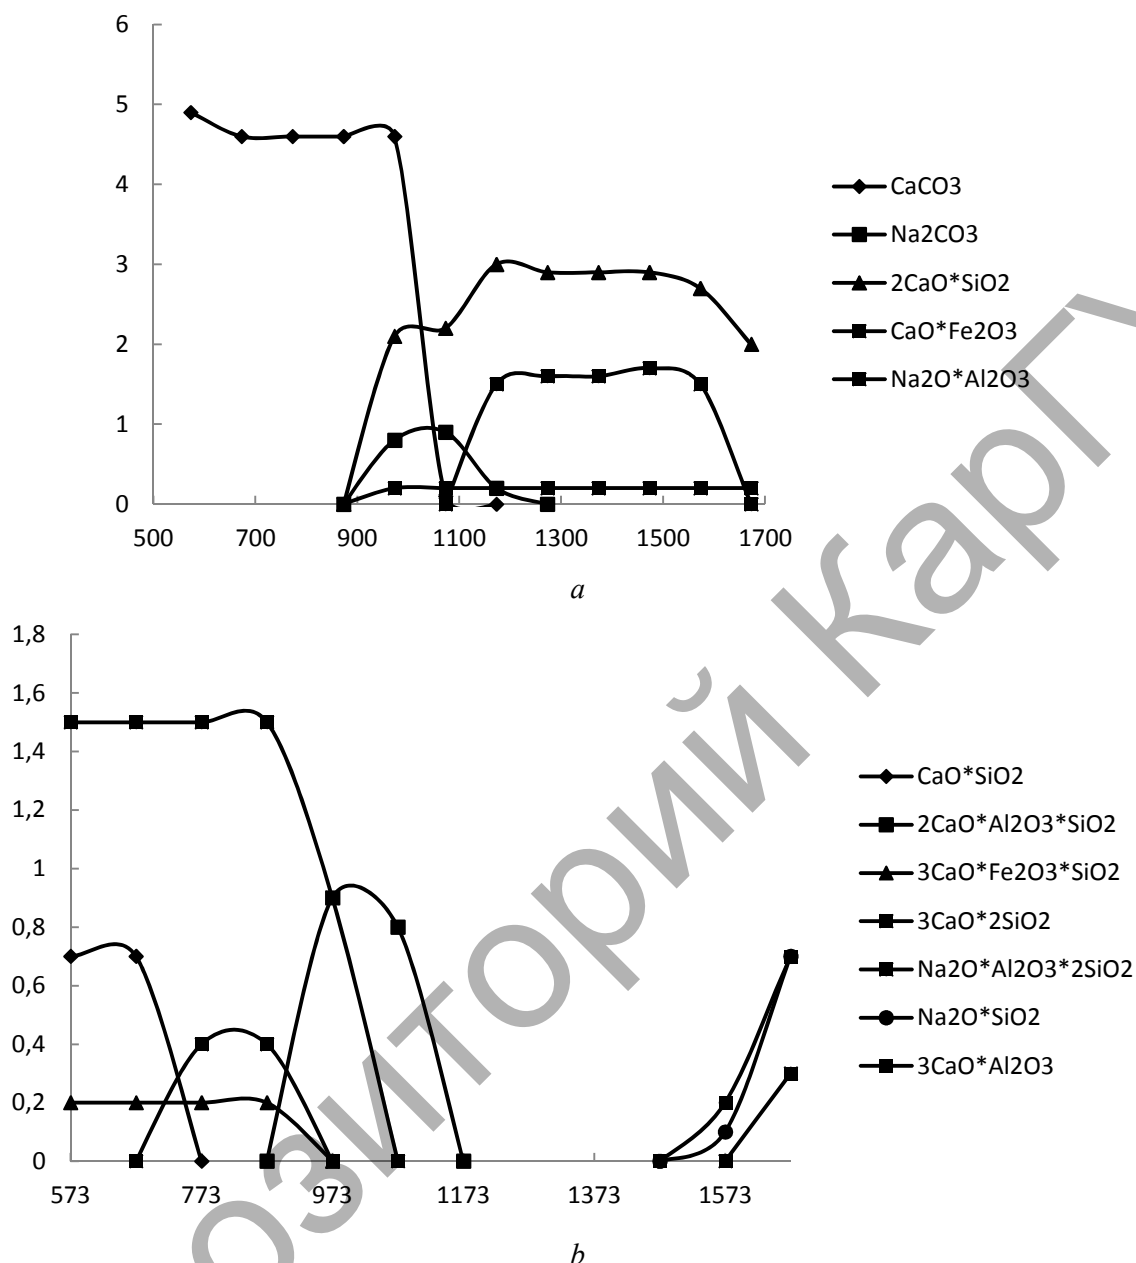 6
5
4
3
2
1
0
500 700 900 1100 1300 1500 1700
CaCO3
Na2CO3
2CaO*SiO2
CaO*Fe2O3
Na2O*Al2O3
a
1,8
1,6
1,4
1,2
1
0,8
0,6
0,4
0,2
0
573 773 973 1173 1373 1573
CaO*SiO2
2CaO*Al2O3*SiO2
3CaO*Fe2O3*SiO2
3CaO*2SiO2
Na2O*Al2O3*2SiO2
Na2O*SiO2
3CaO*Al2O3
b
озиторий КарГУ